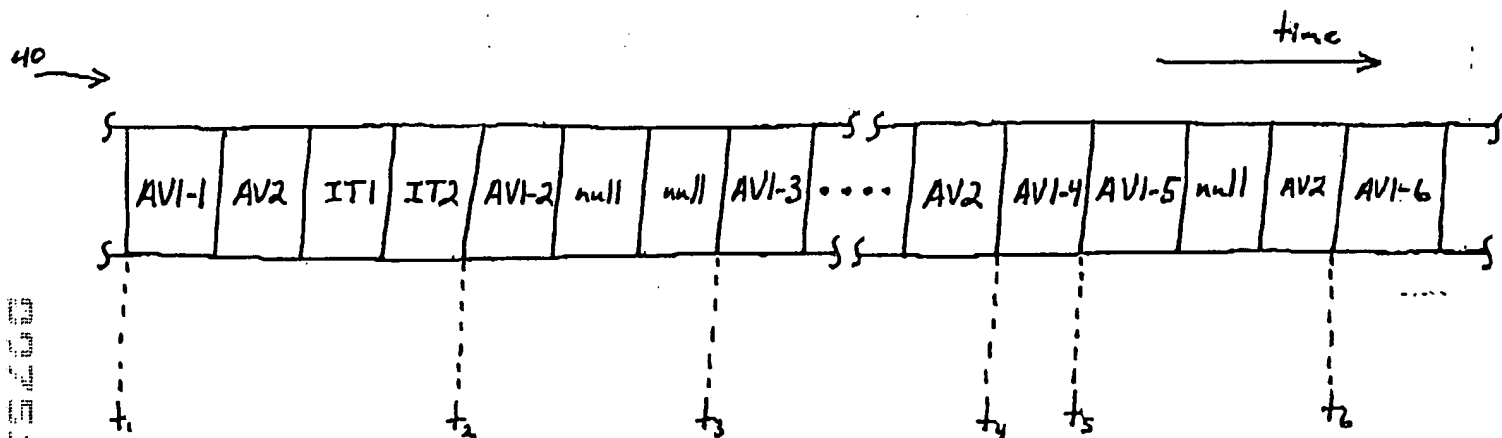 time
40
AV1-1 AV2 IT1 IT2 AV1-2 null null AV1-3 .... AV2 AV1-4 AV1-5 null AV2 AV1-6
t1 t2 t3 t4 t5 t6